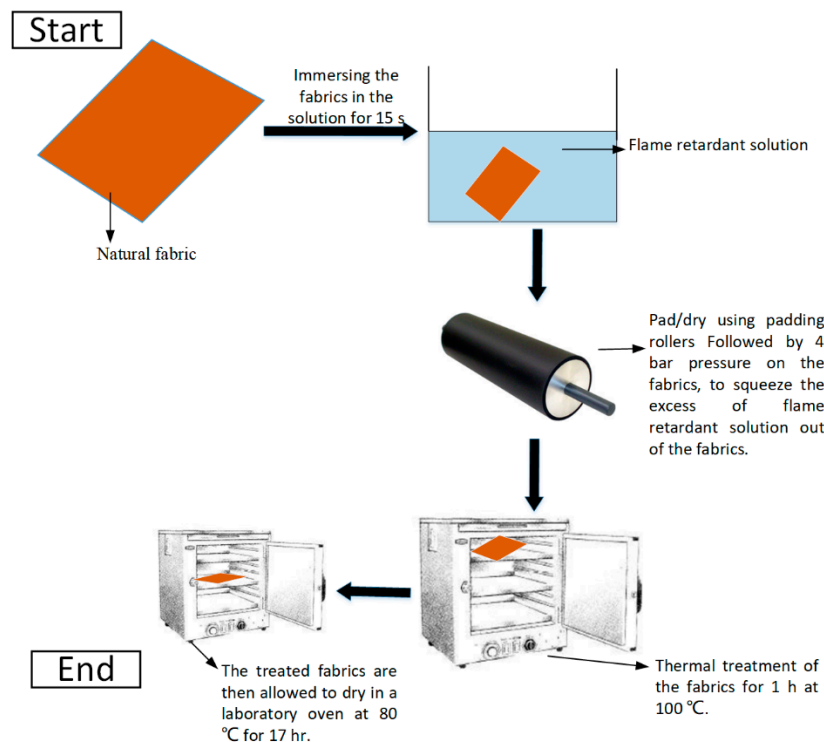 Start
Immersing the
fabrics in the
solution for 15 s
Flame retardant solution
Natural fabric
Pad/dry using padding
rollers Followed by 4
bar pressure on the
fabrics, to squeeze the
excess of flame
retardant solution out
of the fabrics.
End
The treated fabrics are
then allowed to dry in a
laboratory oven at 80
℃ for 17 hr.
Thermal treatment of
the fabrics for 1 h at
100 ℃.